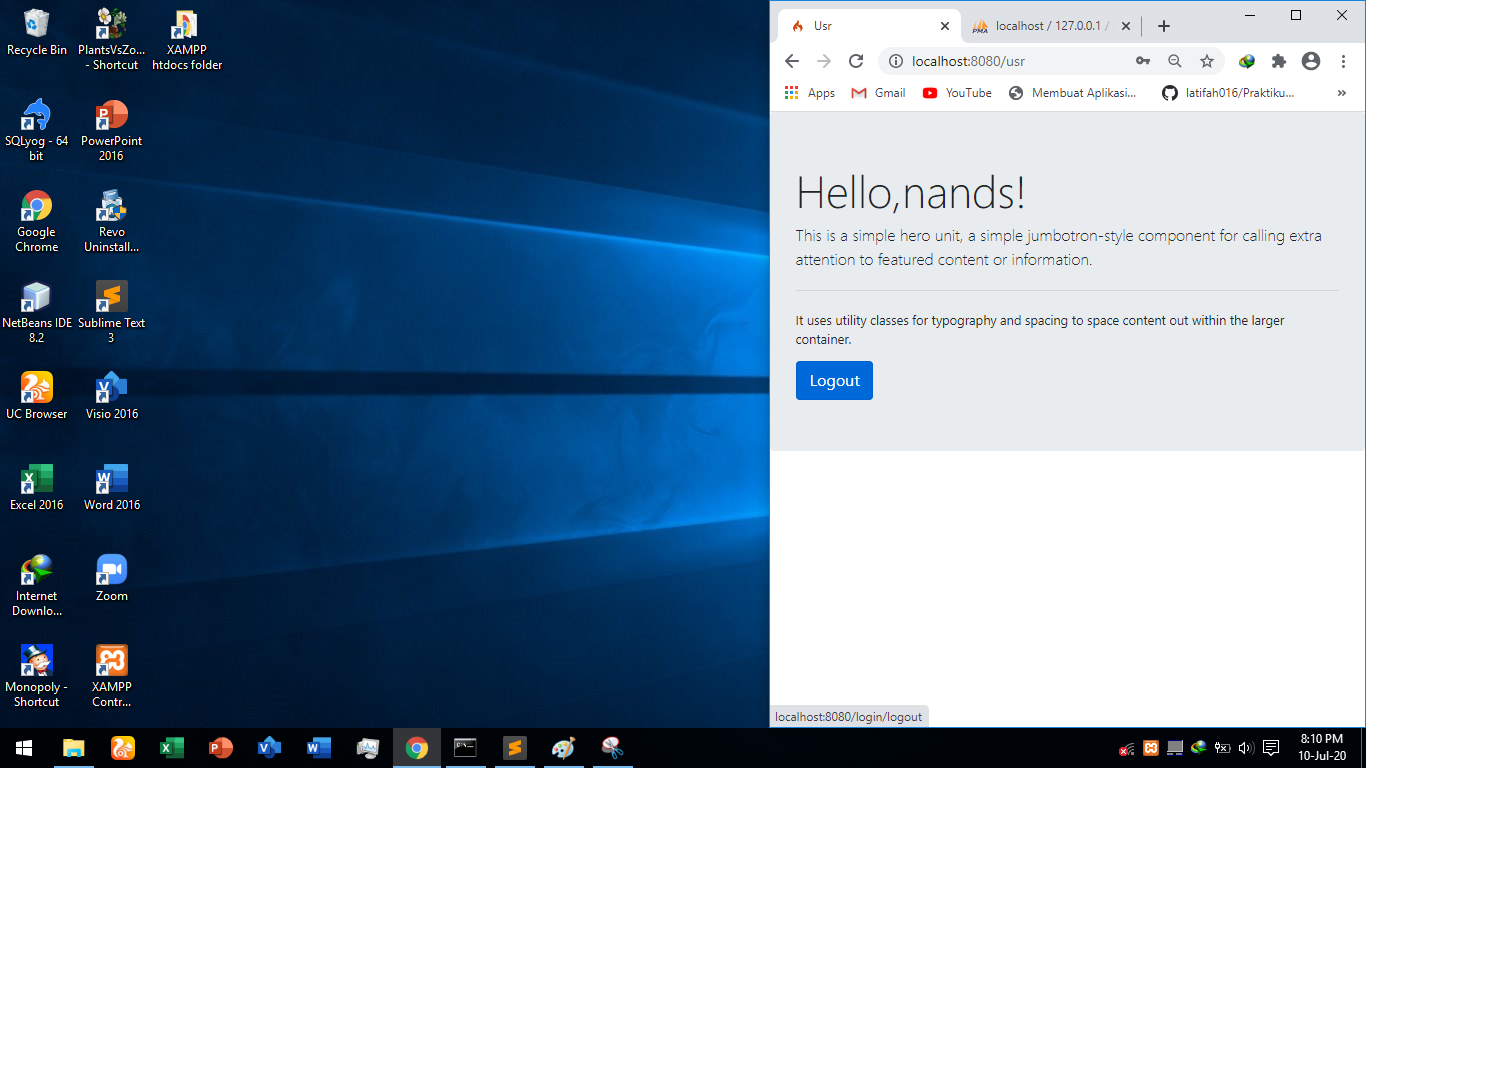 Recycle Bin
PlantsVsZo...
- Shortcut
XAMPP
htdocs folder
SQLyog - 64
bit
PowerPoint
2016
Google
Chrome
Revo
Uninstall...
NetBeans IDE
8.2
Sublime Text
3
UC Browser
Visio 2016
Excel 2016
Word 2016
Internet
Downlo...
Zoom
Monopoly -
Shortcut
XAMPP
Contr...
Usr
localhost / 127.0.0.1 /
localhost:8080/usr
Apps
Gmail
YouTube
Membuat Aplikasi...
latifah016/Praktiku...
»
Hello,nands!
This is a simple hero unit, a simple jumbotron-style component for calling extra
attention to featured content or information.
It uses utility classes for typography and spacing to space content out within the larger
container.
Logout
localhost:8080/login/logout
8:10 PM
10-Jul-20